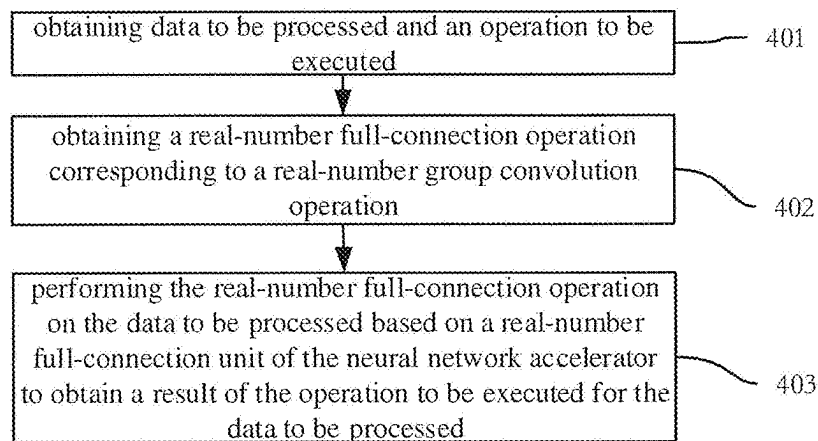 obtaining data to be processed and an operation to be
executed
401
obtaining a real-number full-connection operation
corresponding to a real-number group convolution
operation
402
performing the real-number full-connection operation
on the data to be processed based on a real-number
full-connection unit of the neural network accelerator
to obtain a result of the operation to be executed for the
data to be processed
403